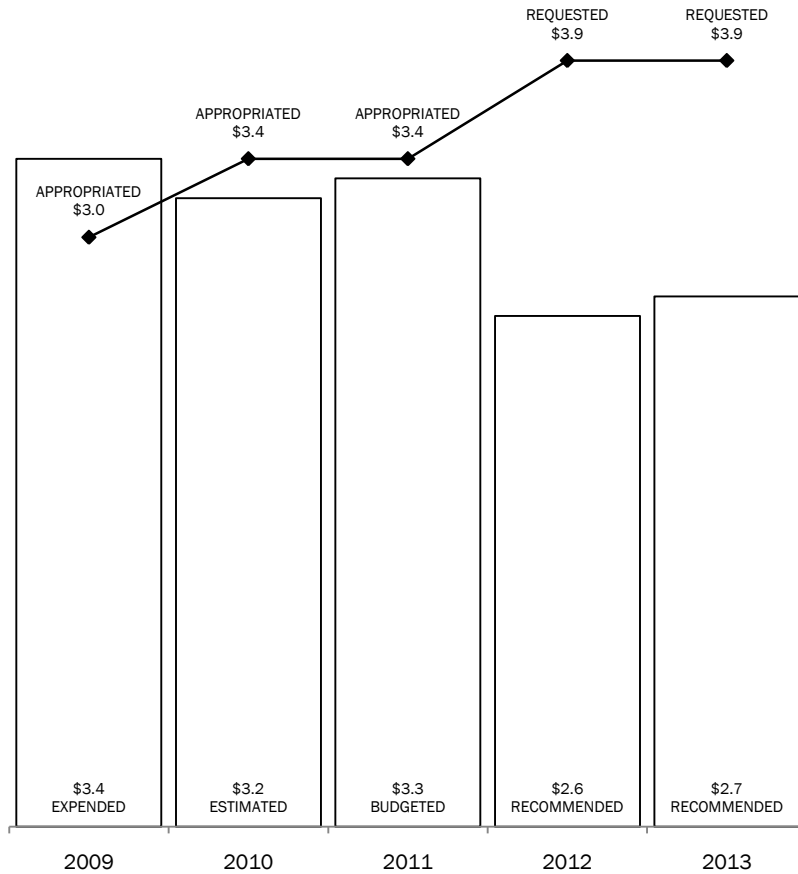 REQUESTED
$3.9
REQUESTED
$3.9
APPROPRIATED
$3.4
APPROPRIATED
$3.4
APPROPRIATED
$3.0
$3.4
EXPENDED
$3.2
ESTIMATED
$3.3
BUDGETED
$2.6
RECOMMENDED
$2.7
RECOMMENDED
2009
2010
2011
2012
2013